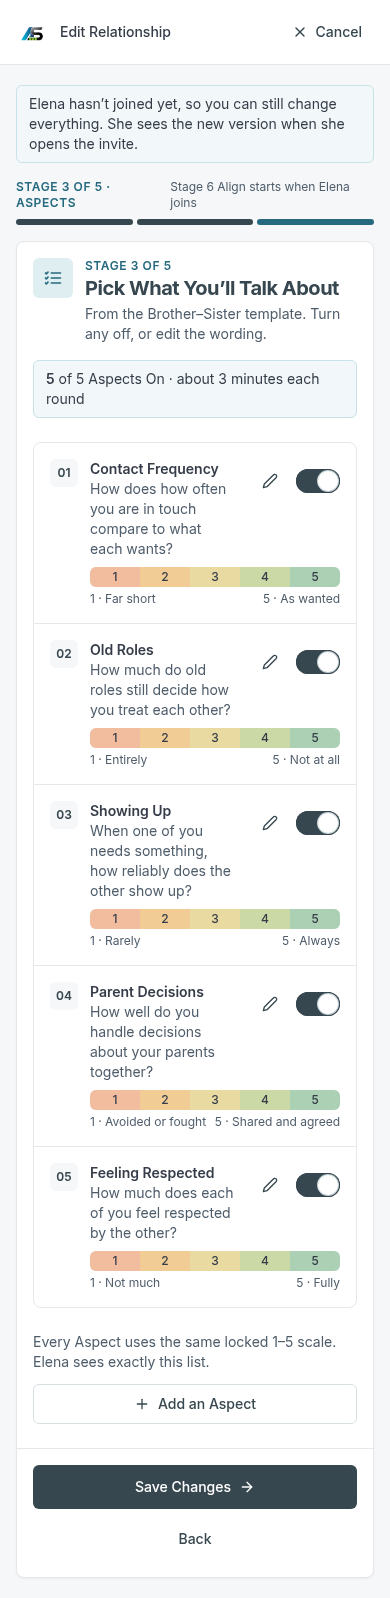 Edit Relationship
Cancel
Elena hasn’t joined yet, so you can still change
everything. She sees the new version when she
opens the invite.
STAGE 3 OF 5 ·
ASPECTS
Stage 6 Align starts when Elena
joins
STAGE 3 OF 5
Pick What You’ll Talk About
From the Brother–Sister template. Turn
any off, or edit the wording.
5 of 5 Aspects On · about 3 minutes each
round
01
Contact Frequency
How does how often
you are in touch
compare to what
each wants?
1 2 3 4 5
1 · Far short 5 · As wanted
02
Old Roles
How much do old
roles still decide how
you treat each other?
1 2 3 4 5
1 · Entirely 5 · Not at all
03
Showing Up
When one of you
needs something,
how reliably does the
other show up?
1 2 3 4 5
1 · Rarely 5 · Always
04
Parent Decisions
How well do you
handle decisions
about your parents
together?
1 2 3 4 5
1 · Avoided or fought 5 · Shared and agreed
05
Feeling Respected
How much does each
of you feel respected
by the other?
1 2 3 4 5
1 · Not much 5 · Fully
Every Aspect uses the same locked 1–5 scale.
Elena sees exactly this list.
Add an Aspect
Save Changes
Back